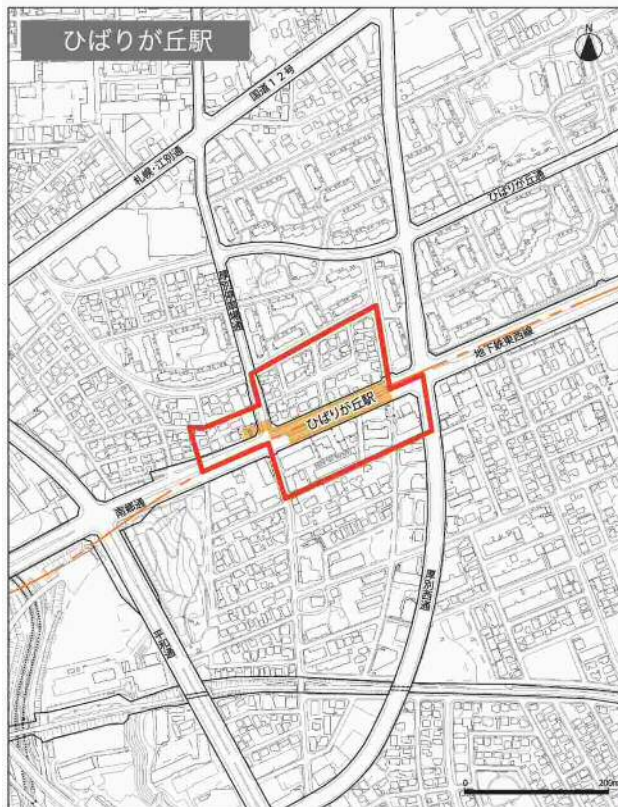 ひばりが丘駅
N
国道12号
札幌・江別通
ひばりが丘通
地下鉄東西線
ひばりが丘駅
南郷通
厚別西通
0 200m